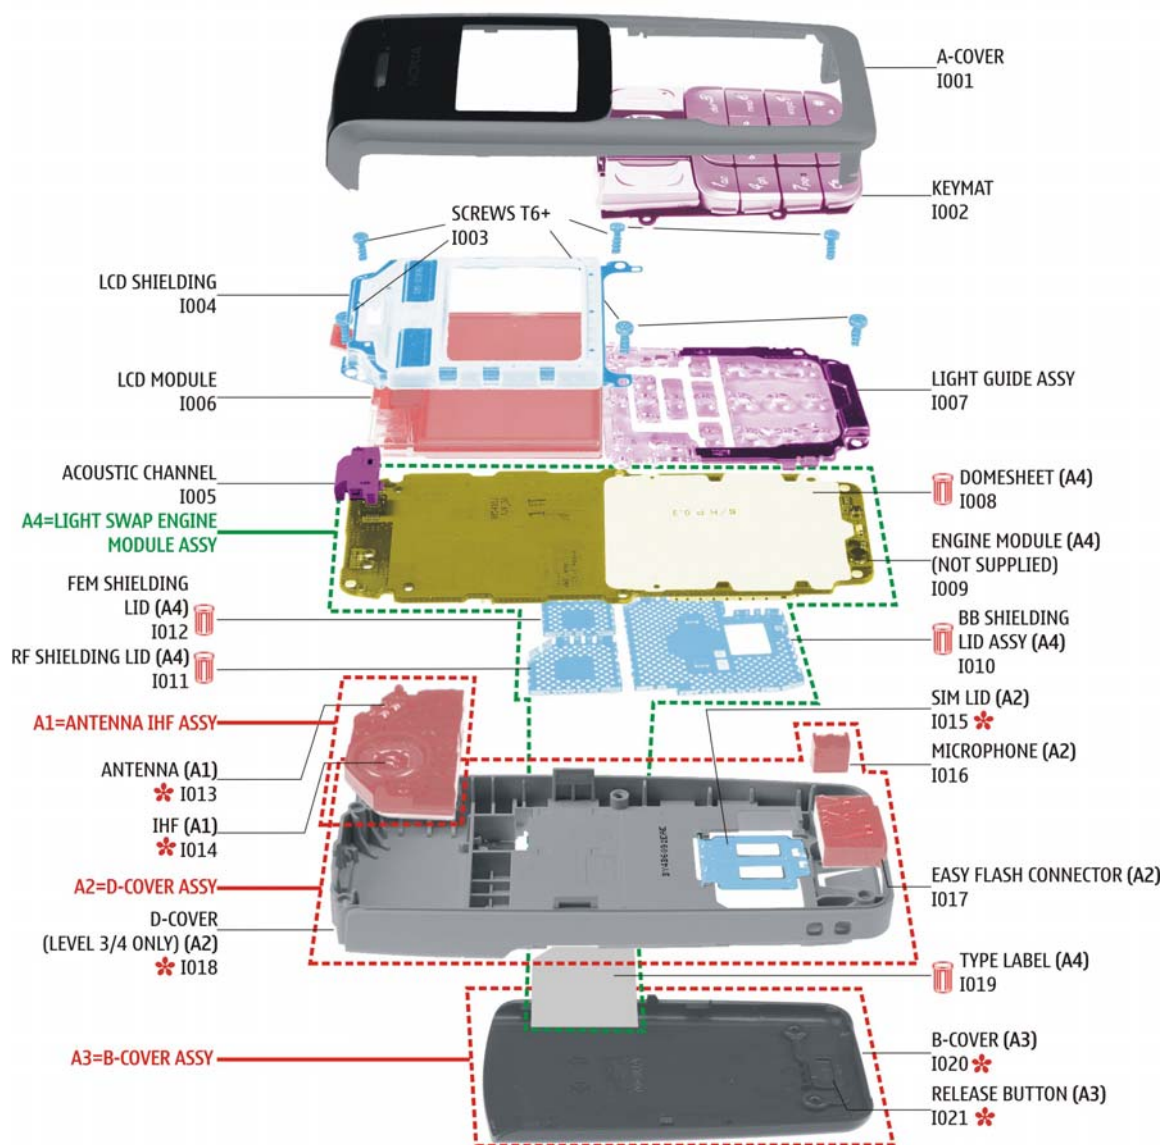 A-COVER
I001
KEYMAT
I002
SCREWS T6+
I003
LCD SHIELDING
I004
LCD MODULE
I006
LIGHT GUIDE ASSY
I007
ACOUSTIC CHANNEL
I005
DOMESHEET (A4)
I008
A4=LIGHT SWAP ENGINE
MODULE ASSY
ENGINE MODULE (A4)
(NOT SUPPLIED)
I009
FEM SHIELDING
LID (A4)
I012
BB SHIELDING
LID ASSY (A4)
I010
RF SHIELDING LID (A4)
I011
SIM LID (A2)
I015
A1=ANTENNA IHF ASSY
MICROPHONE (A2)
I016
ANTENNA (A1)
I013
IHF (A1)
I014
EASY FLASH CONNECTOR (A2)
I017
A2=D-COVER ASSY
D-COVER
(LEVEL 3/4 ONLY) (A2)
I018
TYPE LABEL (A4)
I019
B-COVER (A3)
I020
A3=B-COVER ASSY
RELEASE BUTTON (A3)
I021
NOKIA